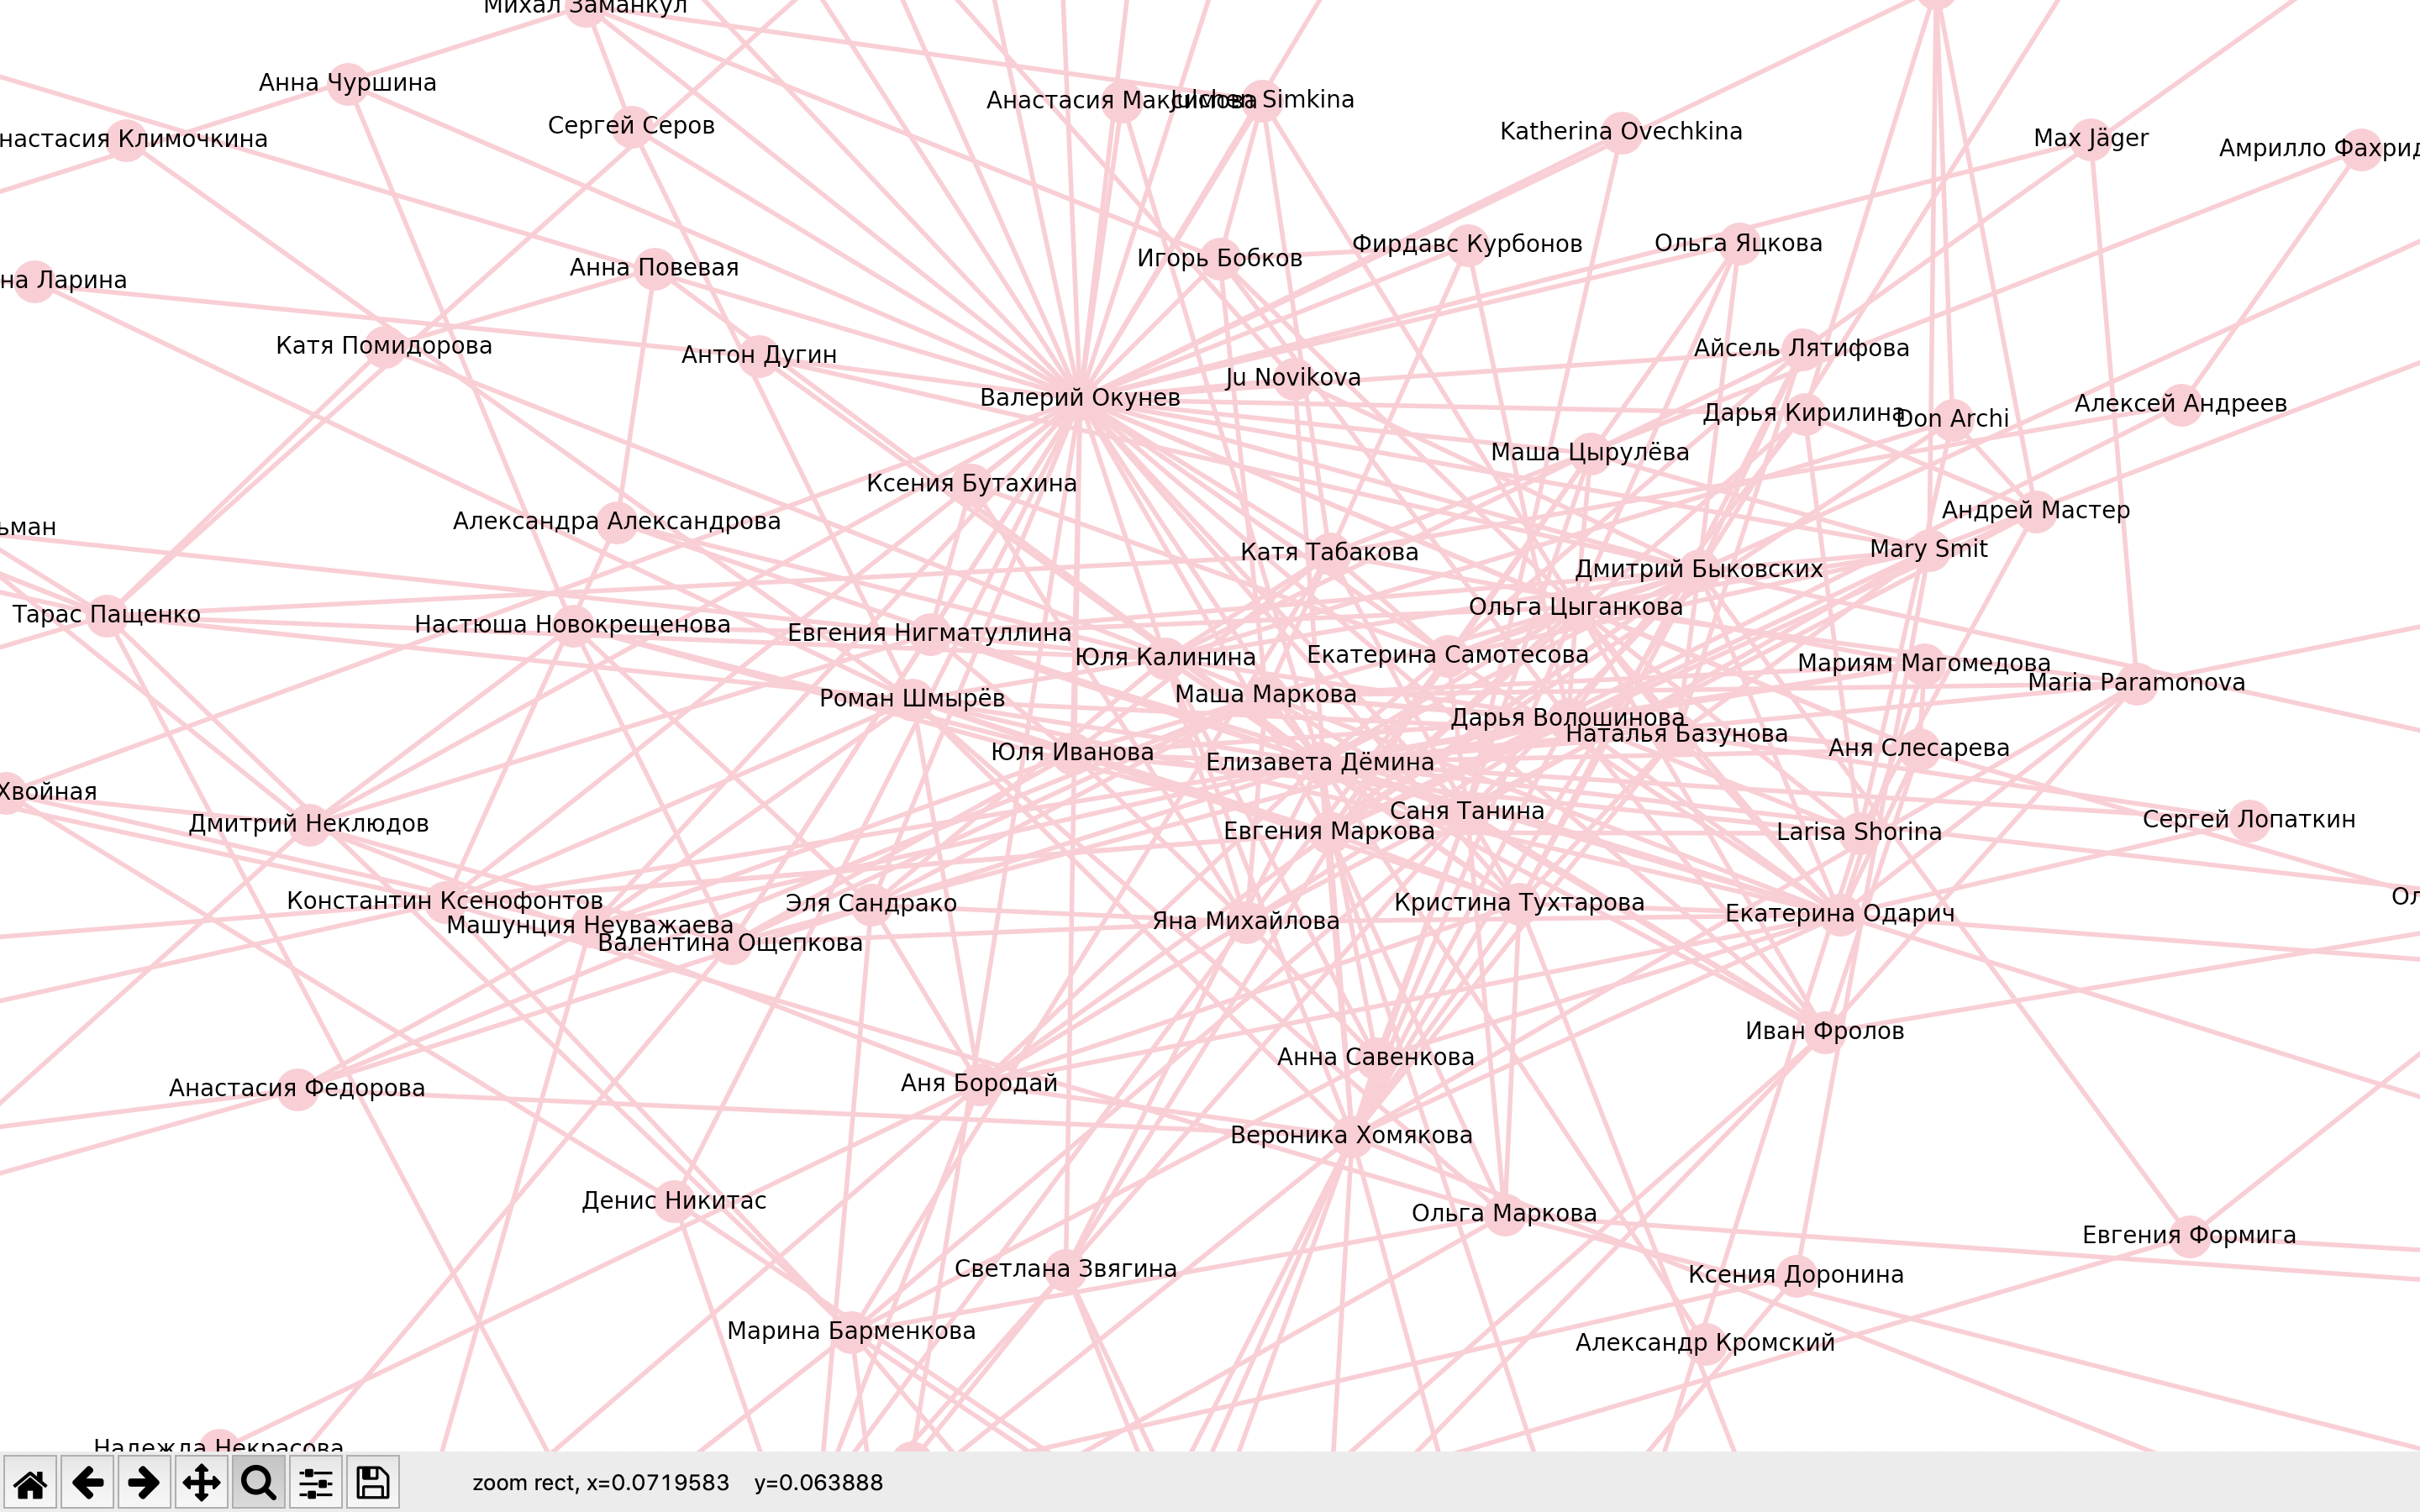 Михал Заманкул
Анна Чуршина
Анастасия Максимова
Julchen Simkina
Сергей Серов
Katherina Ovechkina
настасия Климочкина
Max Jäger
Амрилло Фахрид
Фирдавс Курбонов
Ольга Яцкова
Игорь Бобков
Анна Повевая
на Ларина
Катя Помидорова
Айсель Лятифова
Антон Дугин
Ju Novikova
Валерий Окунев
Алексей Андреев
Дарья Кирилина
Don Archi
Маша Цырулёва
Ксения Бутахина
Андрей Мастер
Александра Александрова
ьман
Mary Smit
Катя Табакова
Дмитрий Быковских
Ольга Цыганкова
Тарас Пащенко
Настюша Новокрещенова
Евгения Нигматуллина
Екатерина Самотесова
Юля Калинина
Мариям Магомедова
Maria Paramonova
Маша Маркова
Роман Шмырёв
Дарья Волошинова
Наталья Базунова
Аня Слесарева
Юля Иванова
Елизавета Дёмина
Хвойная
Саня Танина
Сергей Лопаткин
Дмитрий Неклюдов
Евгения Маркова
Larisa Shorina
Ол
Константин Ксенофонтов
Эля Сандрако
Кристина Тухтарова
Екатерина Одарич
Яна Михайлова
Машунция Неуважаева
Валентина Ощепкова
Иван Фролов
Анна Савенкова
Аня Бородай
Анастасия Федорова
Вероника Хомякова
Денис Никитас
Ольга Маркова
Евгения Формига
Светлана Звягина
Ксения Доронина
Марина Барменкова
Александр Кромский
Надежда Некрасова
zoom rect, x=0.0719583 y=0.063888